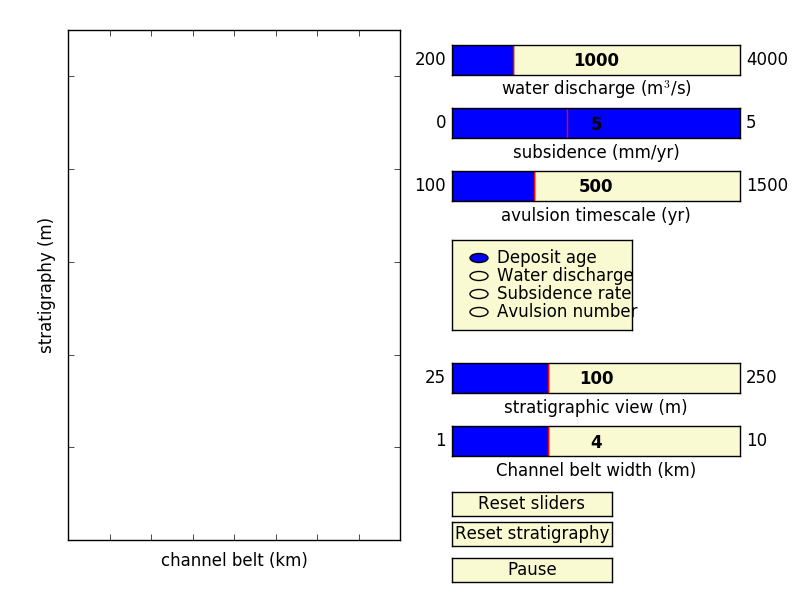 stratigraphy (m)
channel belt (km)
200 1000 4000
water discharge (m³/s)
0 5 5
subsidence (mm/yr)
100 500 1500
avulsion timescale (yr)
Deposit age
Water discharge
Subsidence rate
Avulsion number
25 100 250
stratigraphic view (m)
1 4 10
Channel belt width (km)
Reset sliders
Reset stratigraphy
Pause